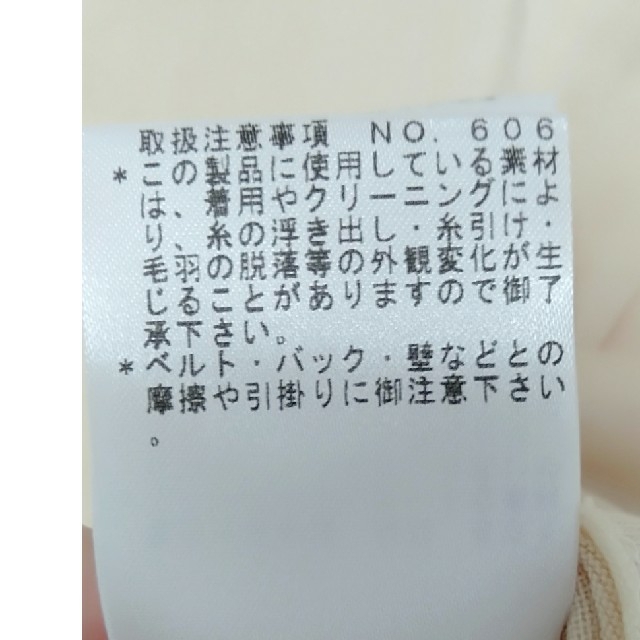 取扱注意事項 NO. 606
* この製品に使用している素材
は、着用やクリーニングによ
り、糸の浮き出し・糸引け・
毛羽の脱落等の外観変化が生
じることがありますので御了
承下さい。
* ベルト・バック・壁などとの
摩擦や引掛りに御注意下さい
。